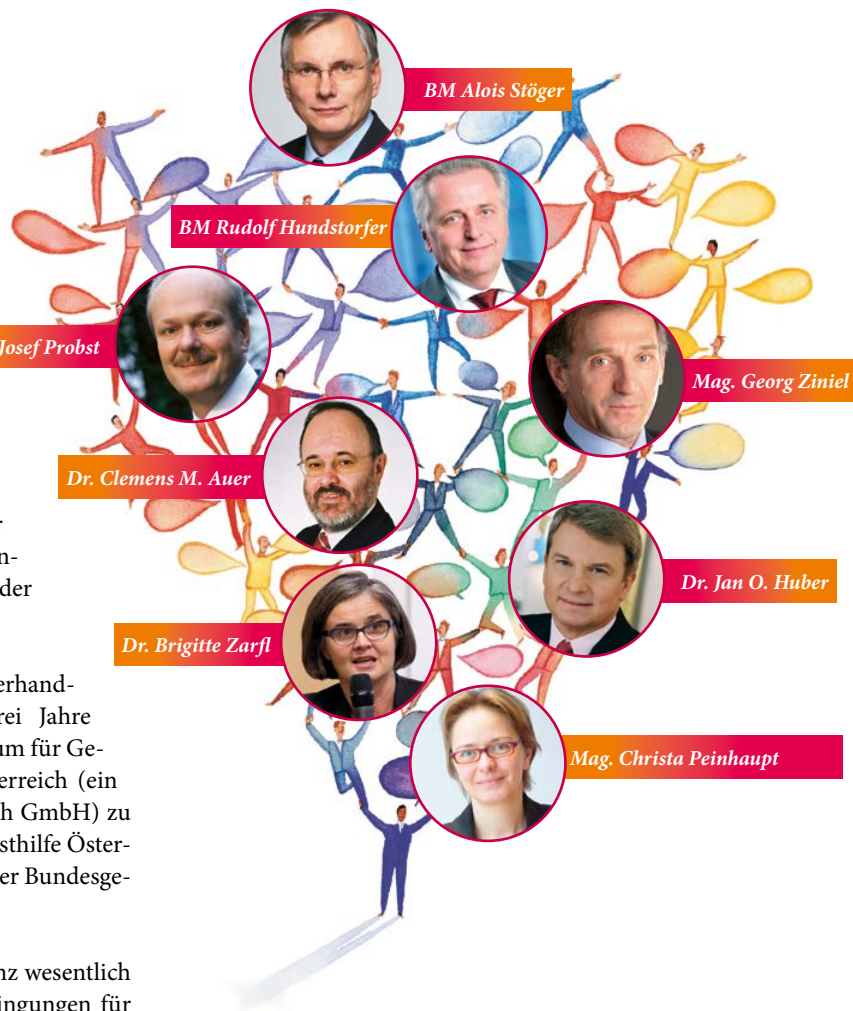 BM Alois Stöger
BM Rudolf Hundstorfer
Josef Probst
Mag. Georg Ziniel
Dr. Clemens M. Auer
Dr. Jan O. Huber
Dr. Brigitte Zarfl
Mag. Christa Peinhaupt
n-
der
erhand-
rei Jahre
um für Ge-
erreich (ein
h GmbH) zu
sthilfe Öster-
er Bundesge-
nz wesentlich
ingungen für